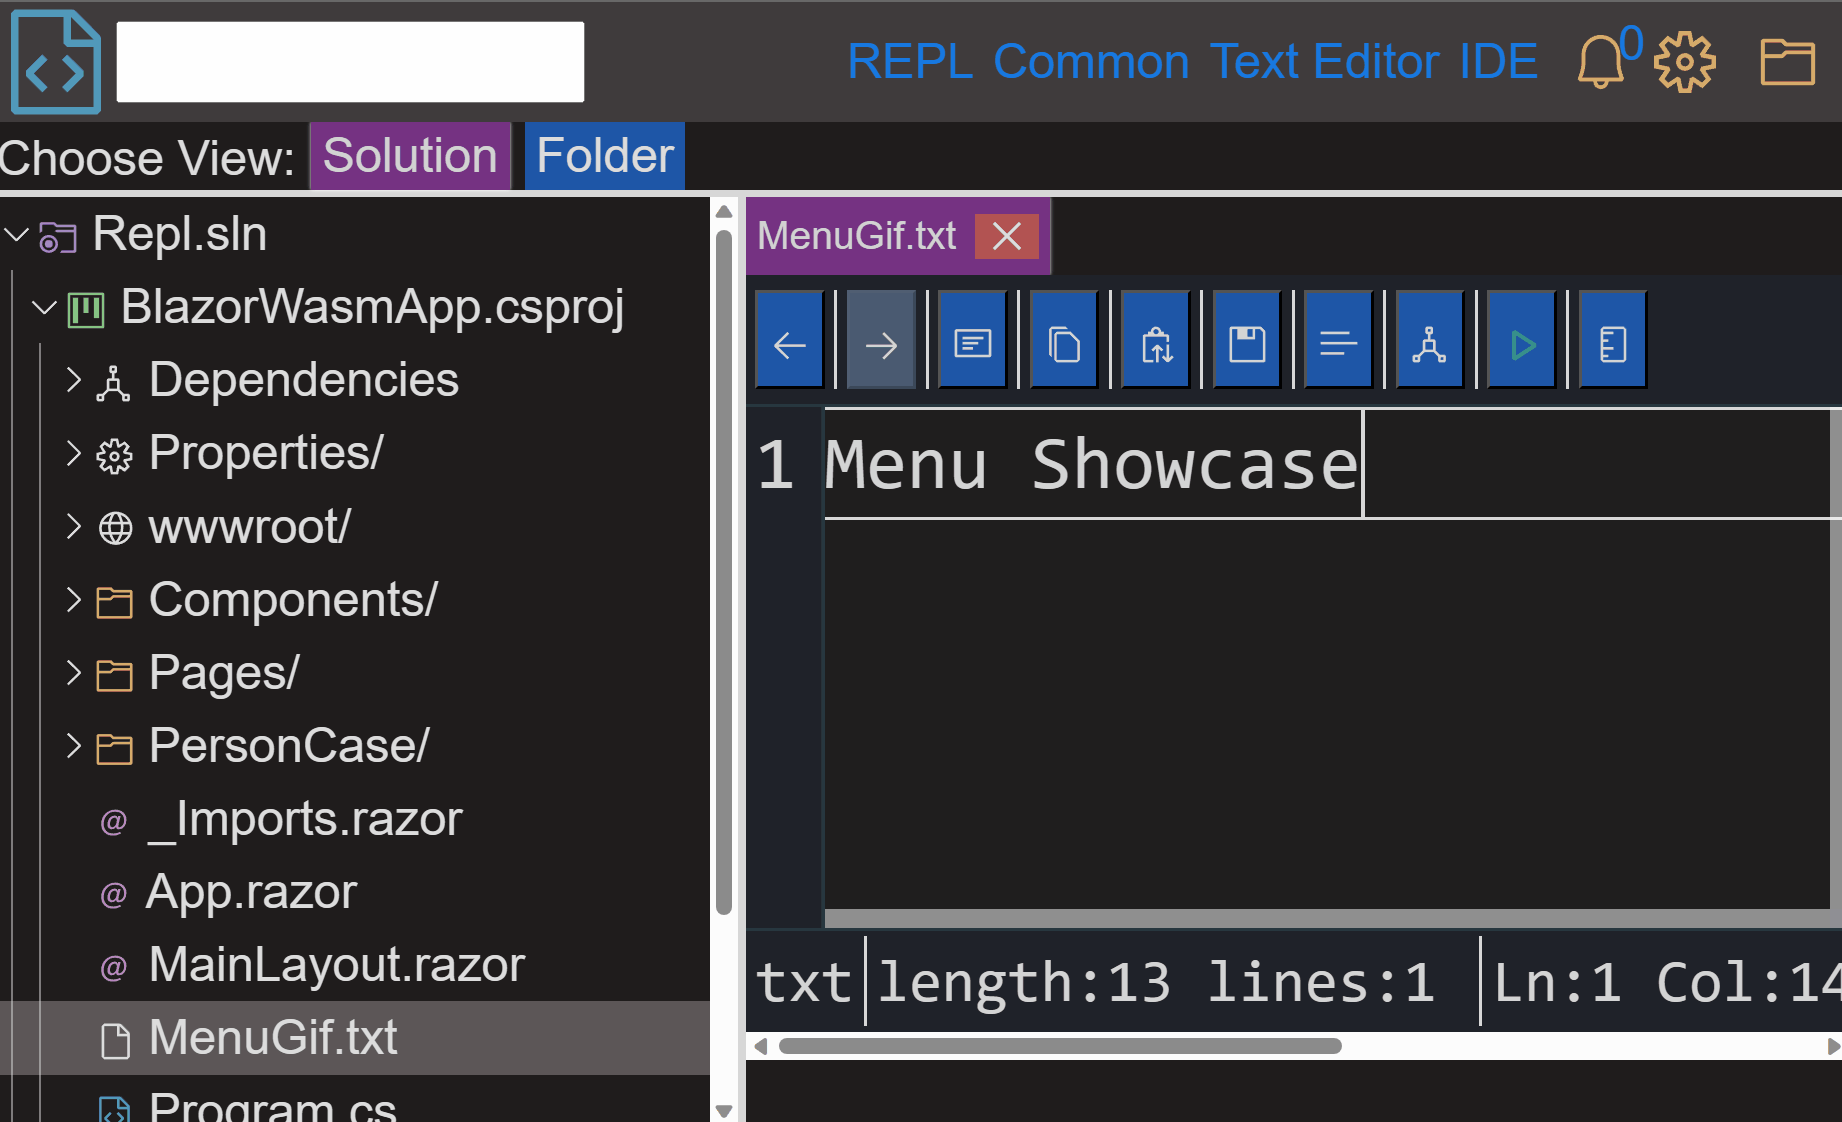 REPL Common Text Editor IDE 0
Choose View: Solution Folder
Repl.sln
BlazorWasmApp.csproj
Dependencies
Properties/
wwwroot/
Components/
Pages/
PersonCase/
@ _Imports.razor
@ App.razor
@ MainLayout.razor
MenuGif.txt
Program.cs
MenuGif.txt
1 Menu Showcase
txt length:13 lines:1 Ln:1 Col:14